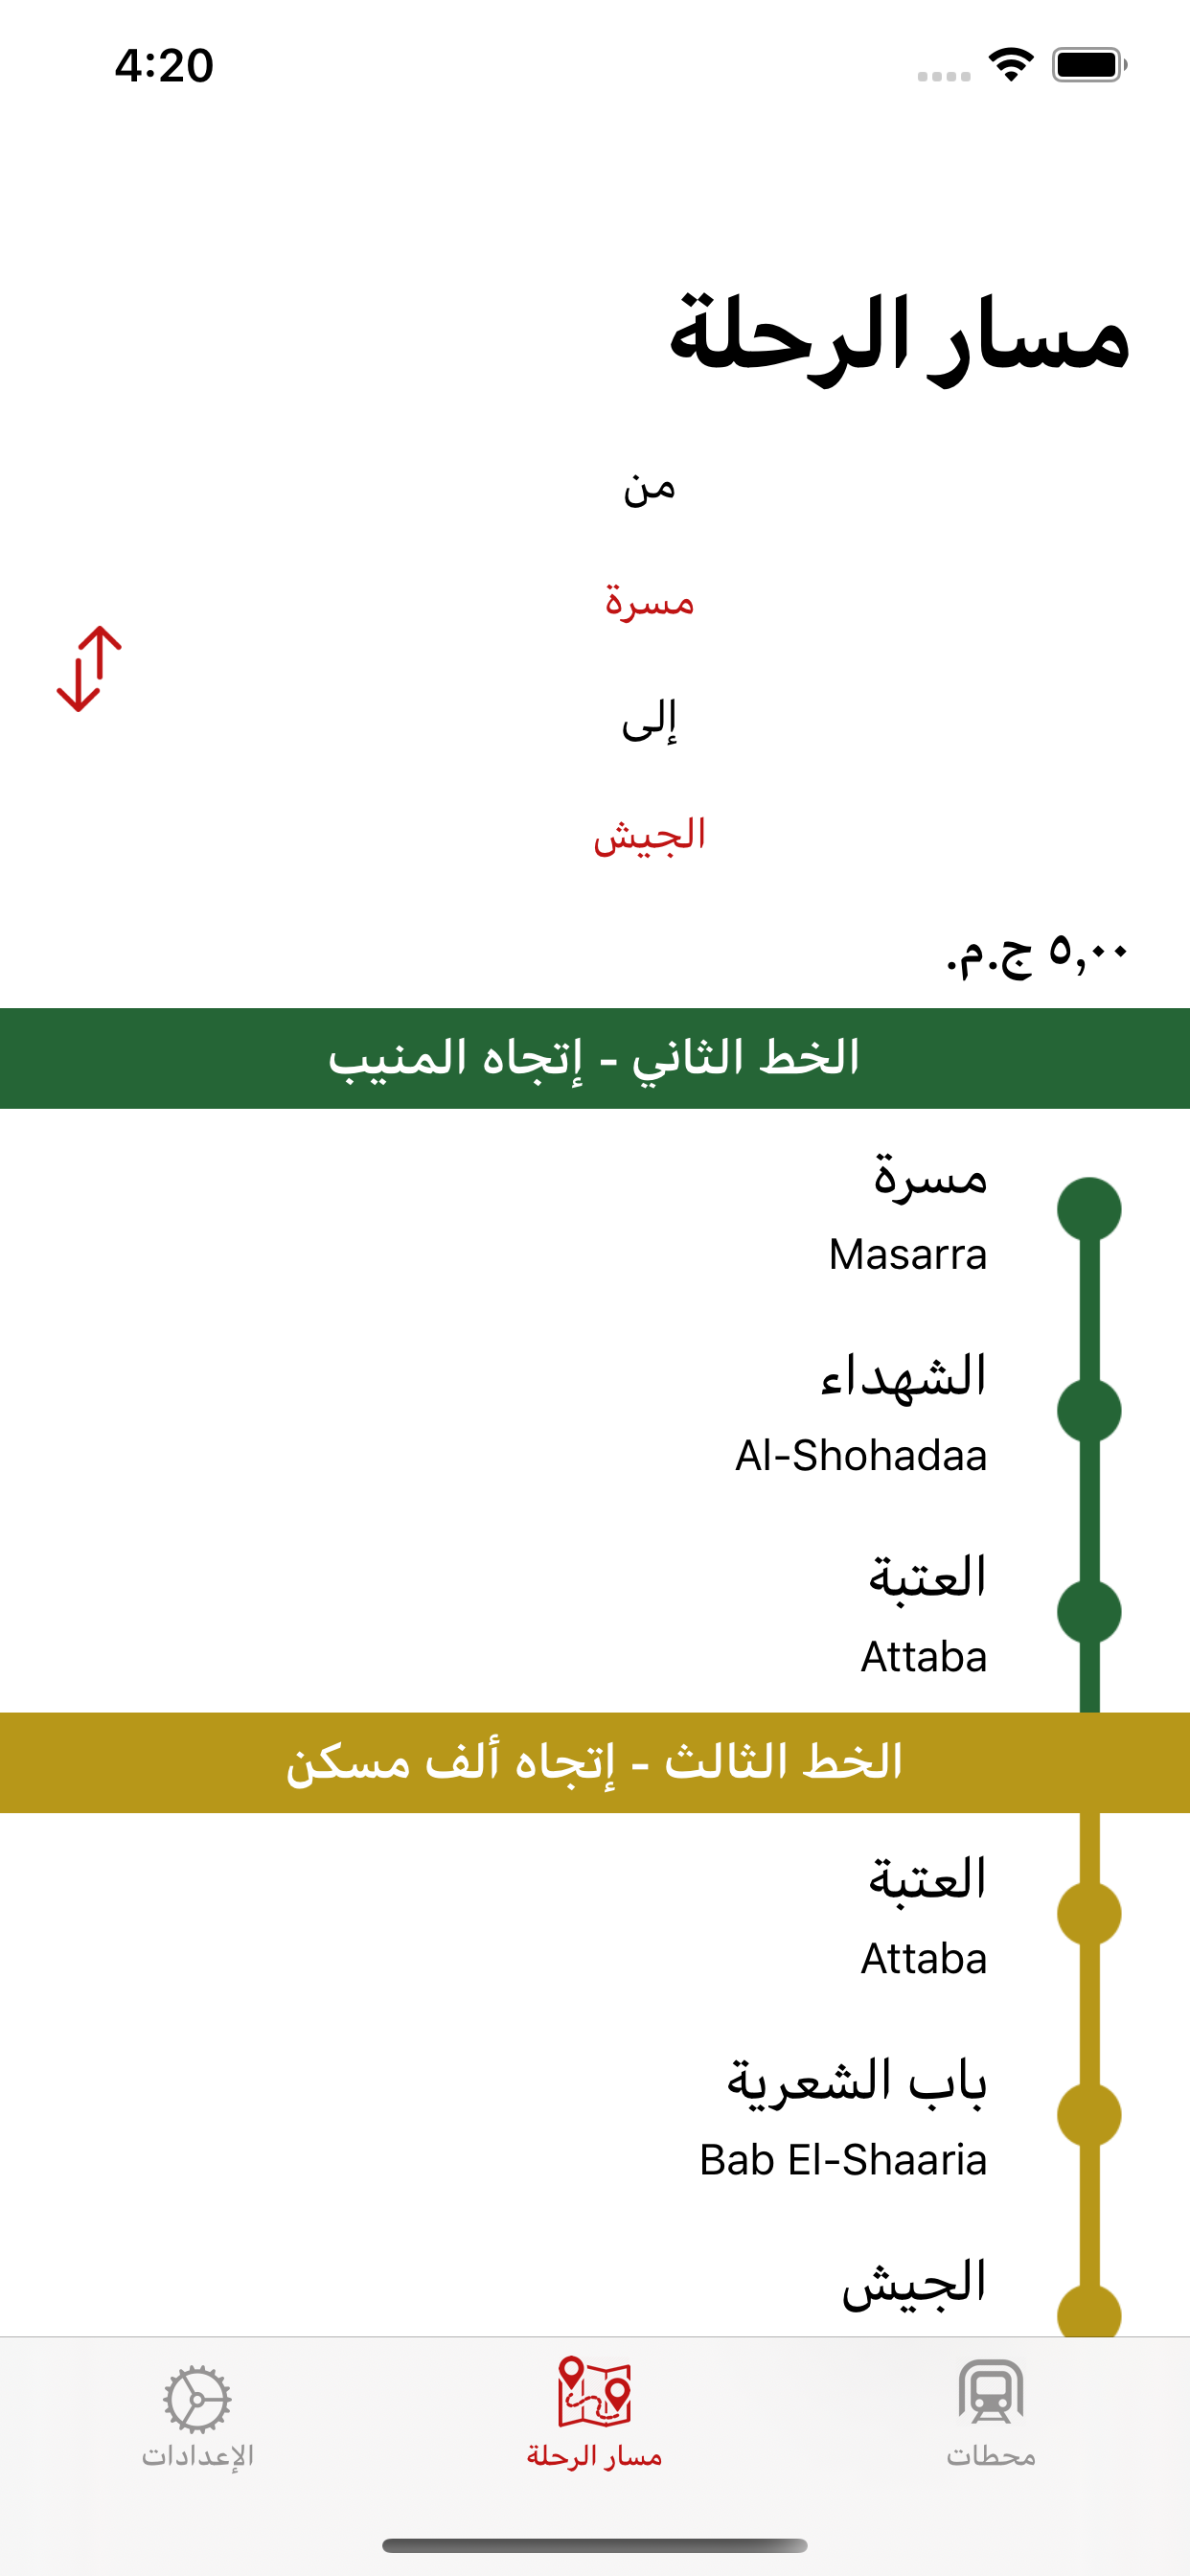 4:20
مسار الرحلة
من
مسرة
إلى
الجيش
٥,٠٠ ج.م.
الخط الثاني - إتجاه المنيب
مسرة
Masarra
الشهداء
Al-Shohadaa
العتبة
Attaba
الخط الثالث - إتجاه ألف مسكن
العتبة
Attaba
باب الشعرية
Bab El-Shaaria
الجيش
محطات
مسار الرحلة
الإعدادات